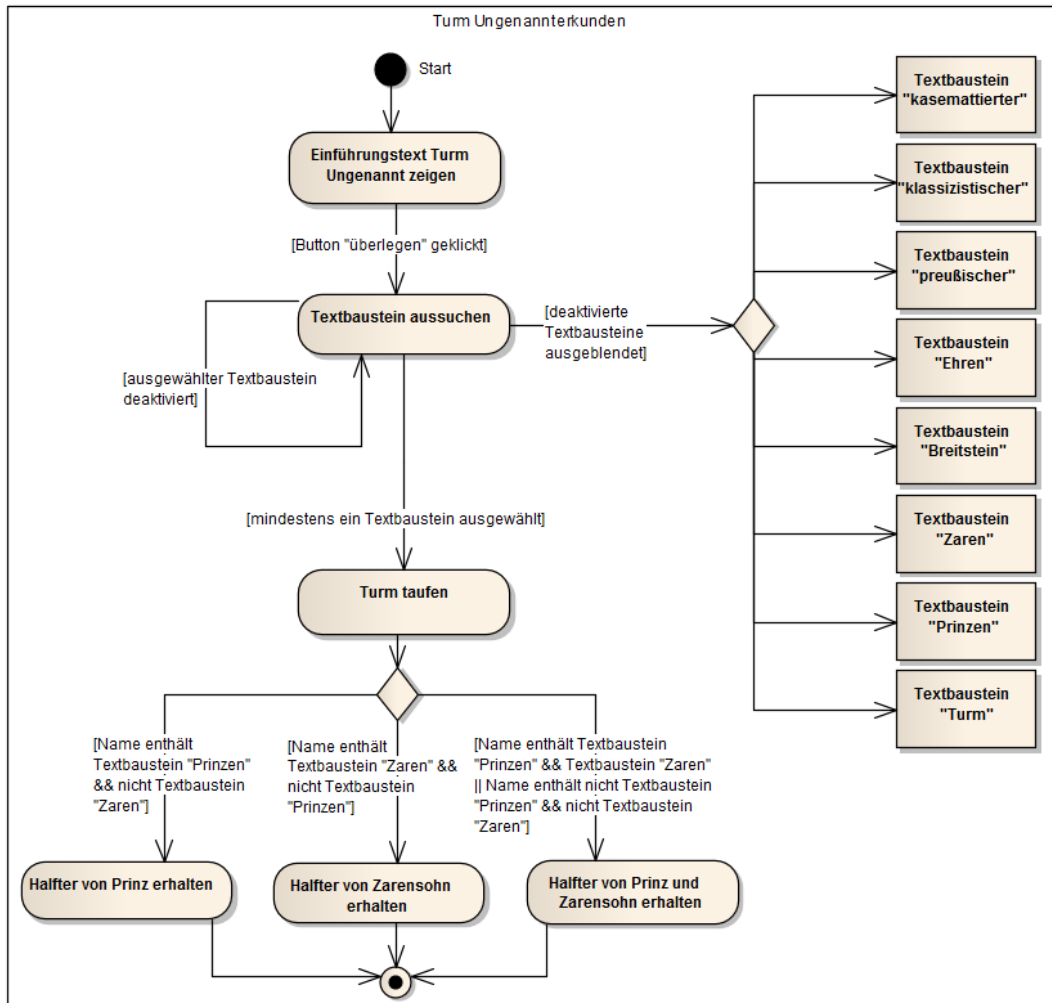 Turm Ungenannterkunden
Start
Einführungstext Turm
Ungenannt zeigen
[Button "überlegen" geklickt]
Textbaustein aussuchen
[deaktivierte
Textbausteine
ausgeblendet]
[ausgewählter Textbaustein
deaktiviert]
[mindestens ein Textbaustein ausgewählt]
Turm taufen
[Name enthält
Textbaustein "Prinzen"
&& nicht Textbaustein
"Zaren"]
[Name enthält
Textbaustein "Zaren" &&
nicht Textbaustein
"Prinzen"]
[Name enthält Textbaustein
"Prinzen" && Textbaustein "Zaren"
|| Name enthält nicht Textbaustein
"Prinzen" && nicht Textbaustein
"Zaren"]
Halfter von Prinz erhalten
Halfter von Zarensohn
erhalten
Halfter von Prinz und
Zarensohn erhalten
Textbaustein
"kasemattierter"
Textbaustein
"klassizistischer"
Textbaustein
"preußischer"
Textbaustein
"Ehren"
Textbaustein
"Breitstein"
Textbaustein
"Zaren"
Textbaustein
"Prinzen"
Textbaustein
"Turm"